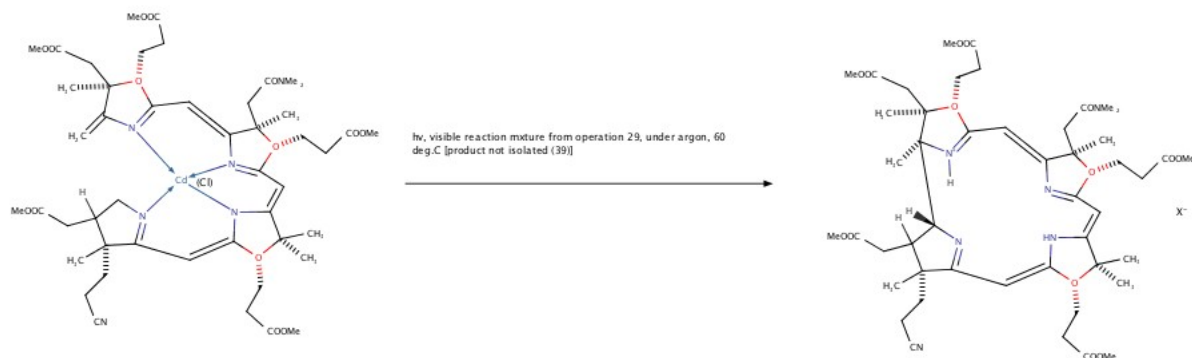 MeOOC
MeOOC
O
CONMe₂
H₃C
CH₃
H₂C
N
N
O
COOMe
Cd
(Cl)
H
N
N
MeOOC
CH₃
H₃C
CH₃
O
CN
COOMe
hv, visible reaction mxture from operation 29, under argon, 60
deg.C [product not isolated (39)]
MeOOC
MeOOC
O
CONMe₂
H₃C
CH₃
H₃C
N⁺
H
N
O
COOMe
X⁻
H
H
MeOOC
N
HN
H₃C
CH₃
CH₃
O
CN
COOMe